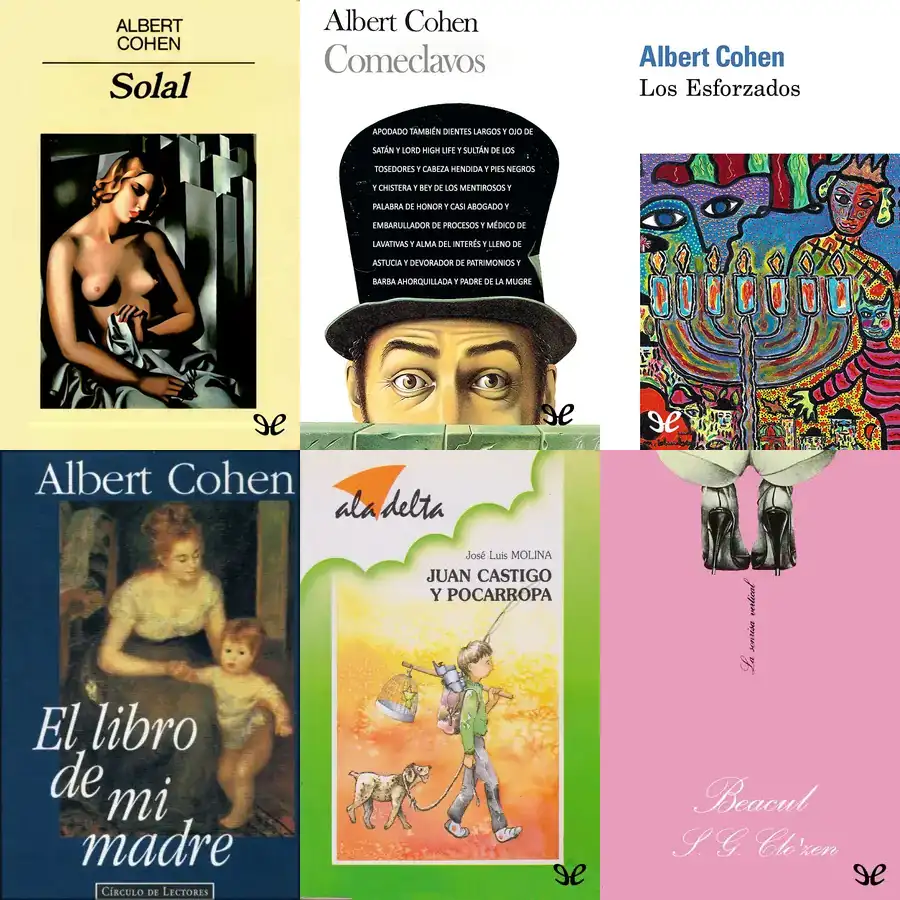 ALBERT
COHEN
Solal
Albert Cohen
Comeclavos
APODADO TAMBIÉN DIENTES LARGOS Y OJO DE
SATÁN Y LORD HIGH LIFE Y SULTÁN DE LOS
TOSEDORES Y CABEZA HENDIDA Y PIES NEGROS
Y CHISTERA Y BEY DE LOS MENTIROSOS Y
PALABRA DE HONOR Y CASI ABOGADO Y
EMBARULLADOR DE PROCESOS Y MÉDICO DE
LAVATIVAS Y ALMA DEL INTERÉS Y LLENO DE
ASTUCIA Y DEVORADOR DE PATRIMONIOS Y
BARBA AHORQUILLADA Y PADRE DE LA MUGRE
Albert Cohen
Los Esforzados
Albert Cohen
El libro
de
mi
madre
CÍRCULO DE LECTORES
ala delta
José Luis MOLINA
JUAN CASTIGO
Y POCARROPA
La sonrisa vertical
Beacul
S. G. Clo'zen